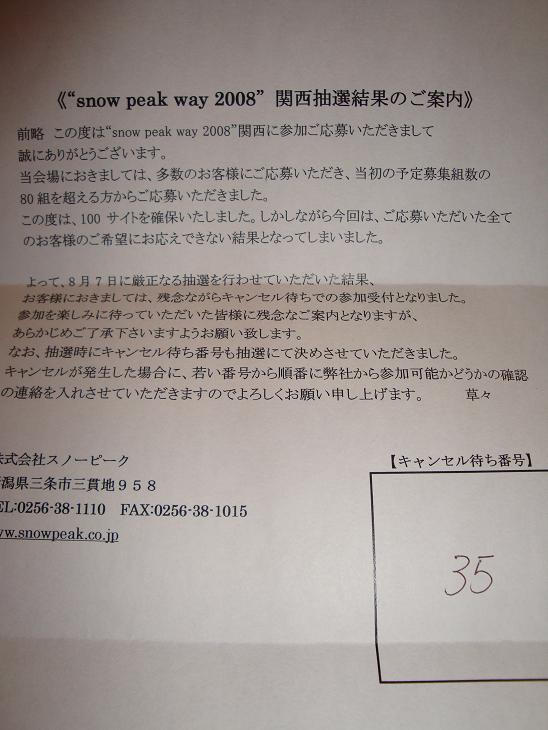 《“snow peak way 2008” 関西抽選結果のご案内》
前略 この度は“snow peak way 2008”関西に参加ご応募いただきまして
誠にありがとうございます。
当会場におきましては、多数のお客様にご応募いただき、当初の予定募集組数の
80組を超える方からご応募いただきました。
この度は、100 サイトを確保いたしました。しかしながら今回は、ご応募いただいた全て
のお客様のご希望にお応えできない結果となってしまいました。
よって、8月7日に厳正なる抽選を行わせていただいた結果、
お客様におきましては、残念ながらキャンセル待ちでの参加受付となりました。
参加を楽しみに待っていただいた皆様に残念なご案内となりますが、
あらかじめご了承下さいますようお願い致します。
なお、抽選時にキャンセル待ち番号も抽選にて決めさせていただきました。
キャンセルが発生した場合に、若い番号から順番に弊社から参加可能かどうかの確認
の連絡を入れさせていただきますのでよろしくお願い申し上げます。 草々
式会社スノーピーク
潟県三条市三貫地958
EL:0256-38-1110 FAX:0256-38-1015
ww.snowpeak.co.jp
【キャンセル待ち番号】
35